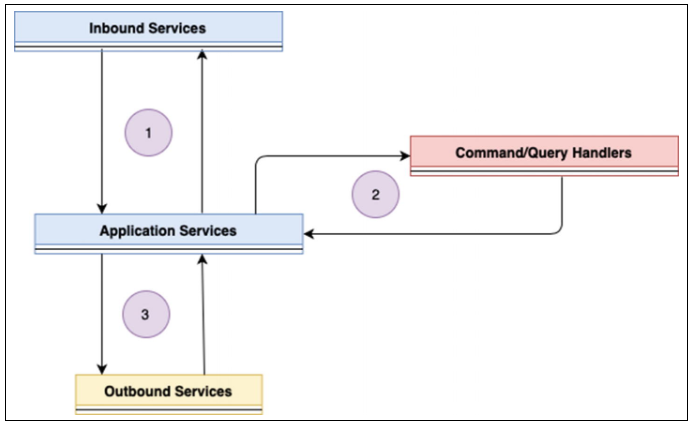 Inbound Services
1
Command/Query Handlers
2
Application Services
3
Outbound Services